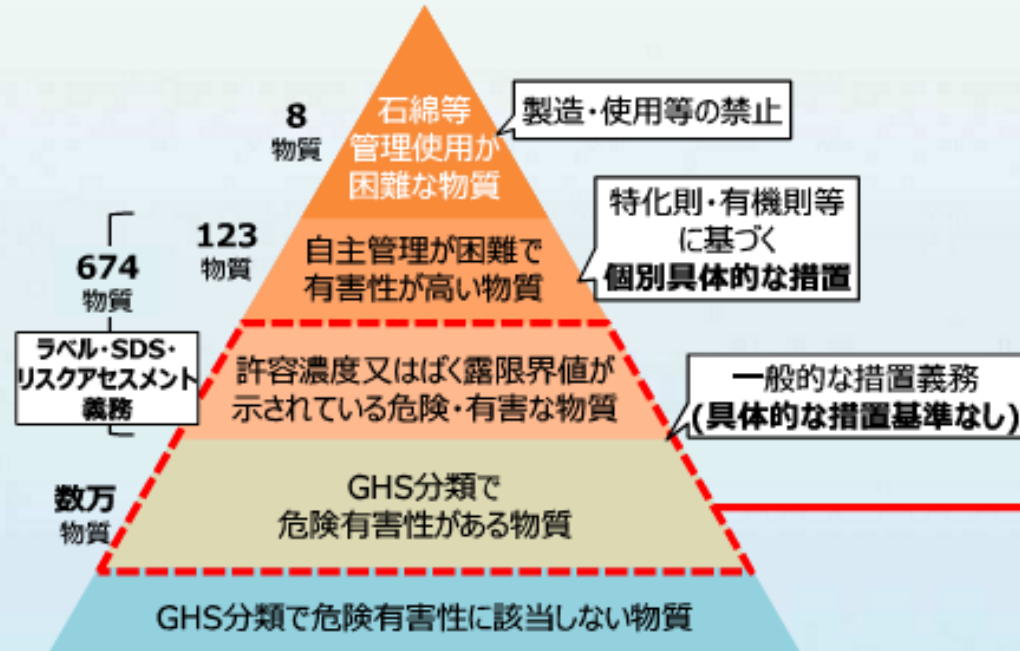 8
物質
石綿等
管理使用が
困難な物質
製造・使用等の禁止
674
物質
123
物質
自主管理が困難で
有害性が高い物質
特化則・有機則等
に基づく
個別具体的な措置
ラベル・SDS・
リスクアセスメント
義務
許容濃度又はばく露限界値が
示されている危険・有害な物質
一般的な措置義務
(具体的な措置基準なし)
数万
物質
GHS分類で
危険有害性がある物質
GHS分類で危険有害性に該当しない物質